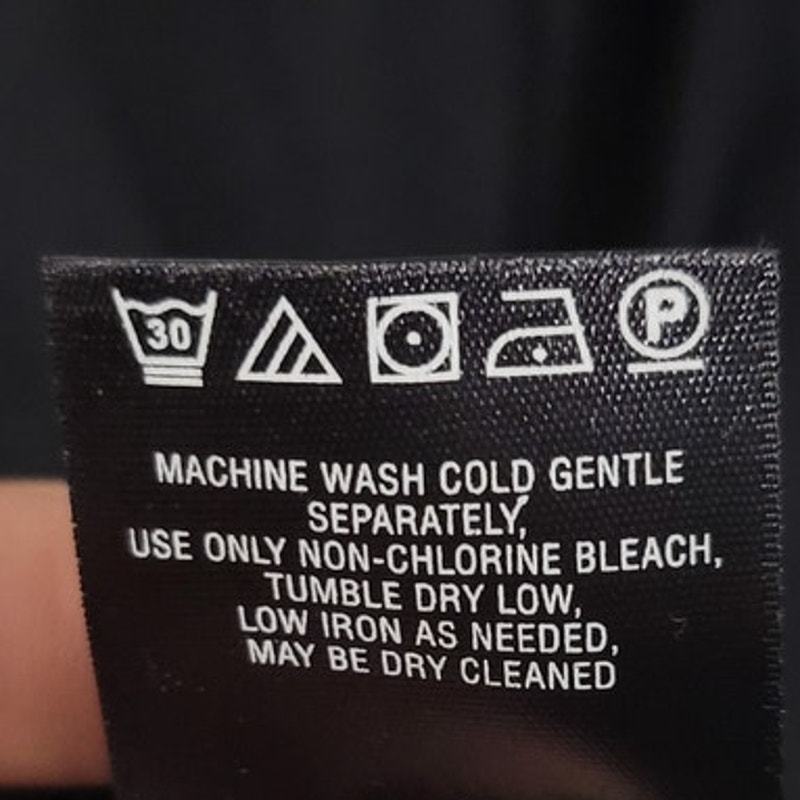 30 P
MACHINE WASH COLD GENTLE
SEPARATELY,
USE ONLY NON-CHLORINE BLEACH,
TUMBLE DRY LOW,
LOW IRON AS NEEDED,
MAY BE DRY CLEANED